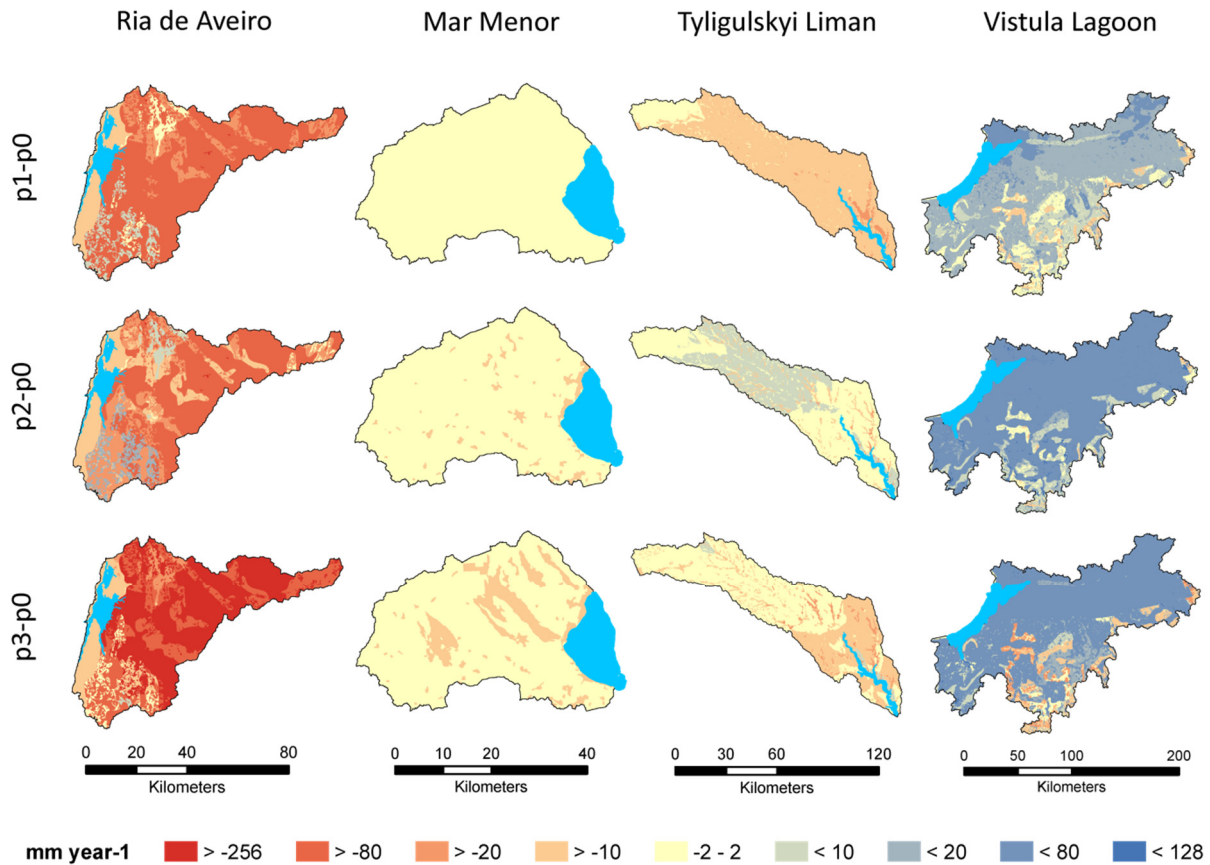 Ria de Aveiro Mar Menor Tyligulskyi Liman Vistula Lagoon
p1-p0
p2-p0
p3-p0
0 20 40 80
Kilometers
0 10 20 40
Kilometers
0 30 60 120
Kilometers
0 50 100 200
Kilometers
mm year-1 > -256 > -80 > -20 > -10 -2 - 2 < 10 < 20 < 80 < 128